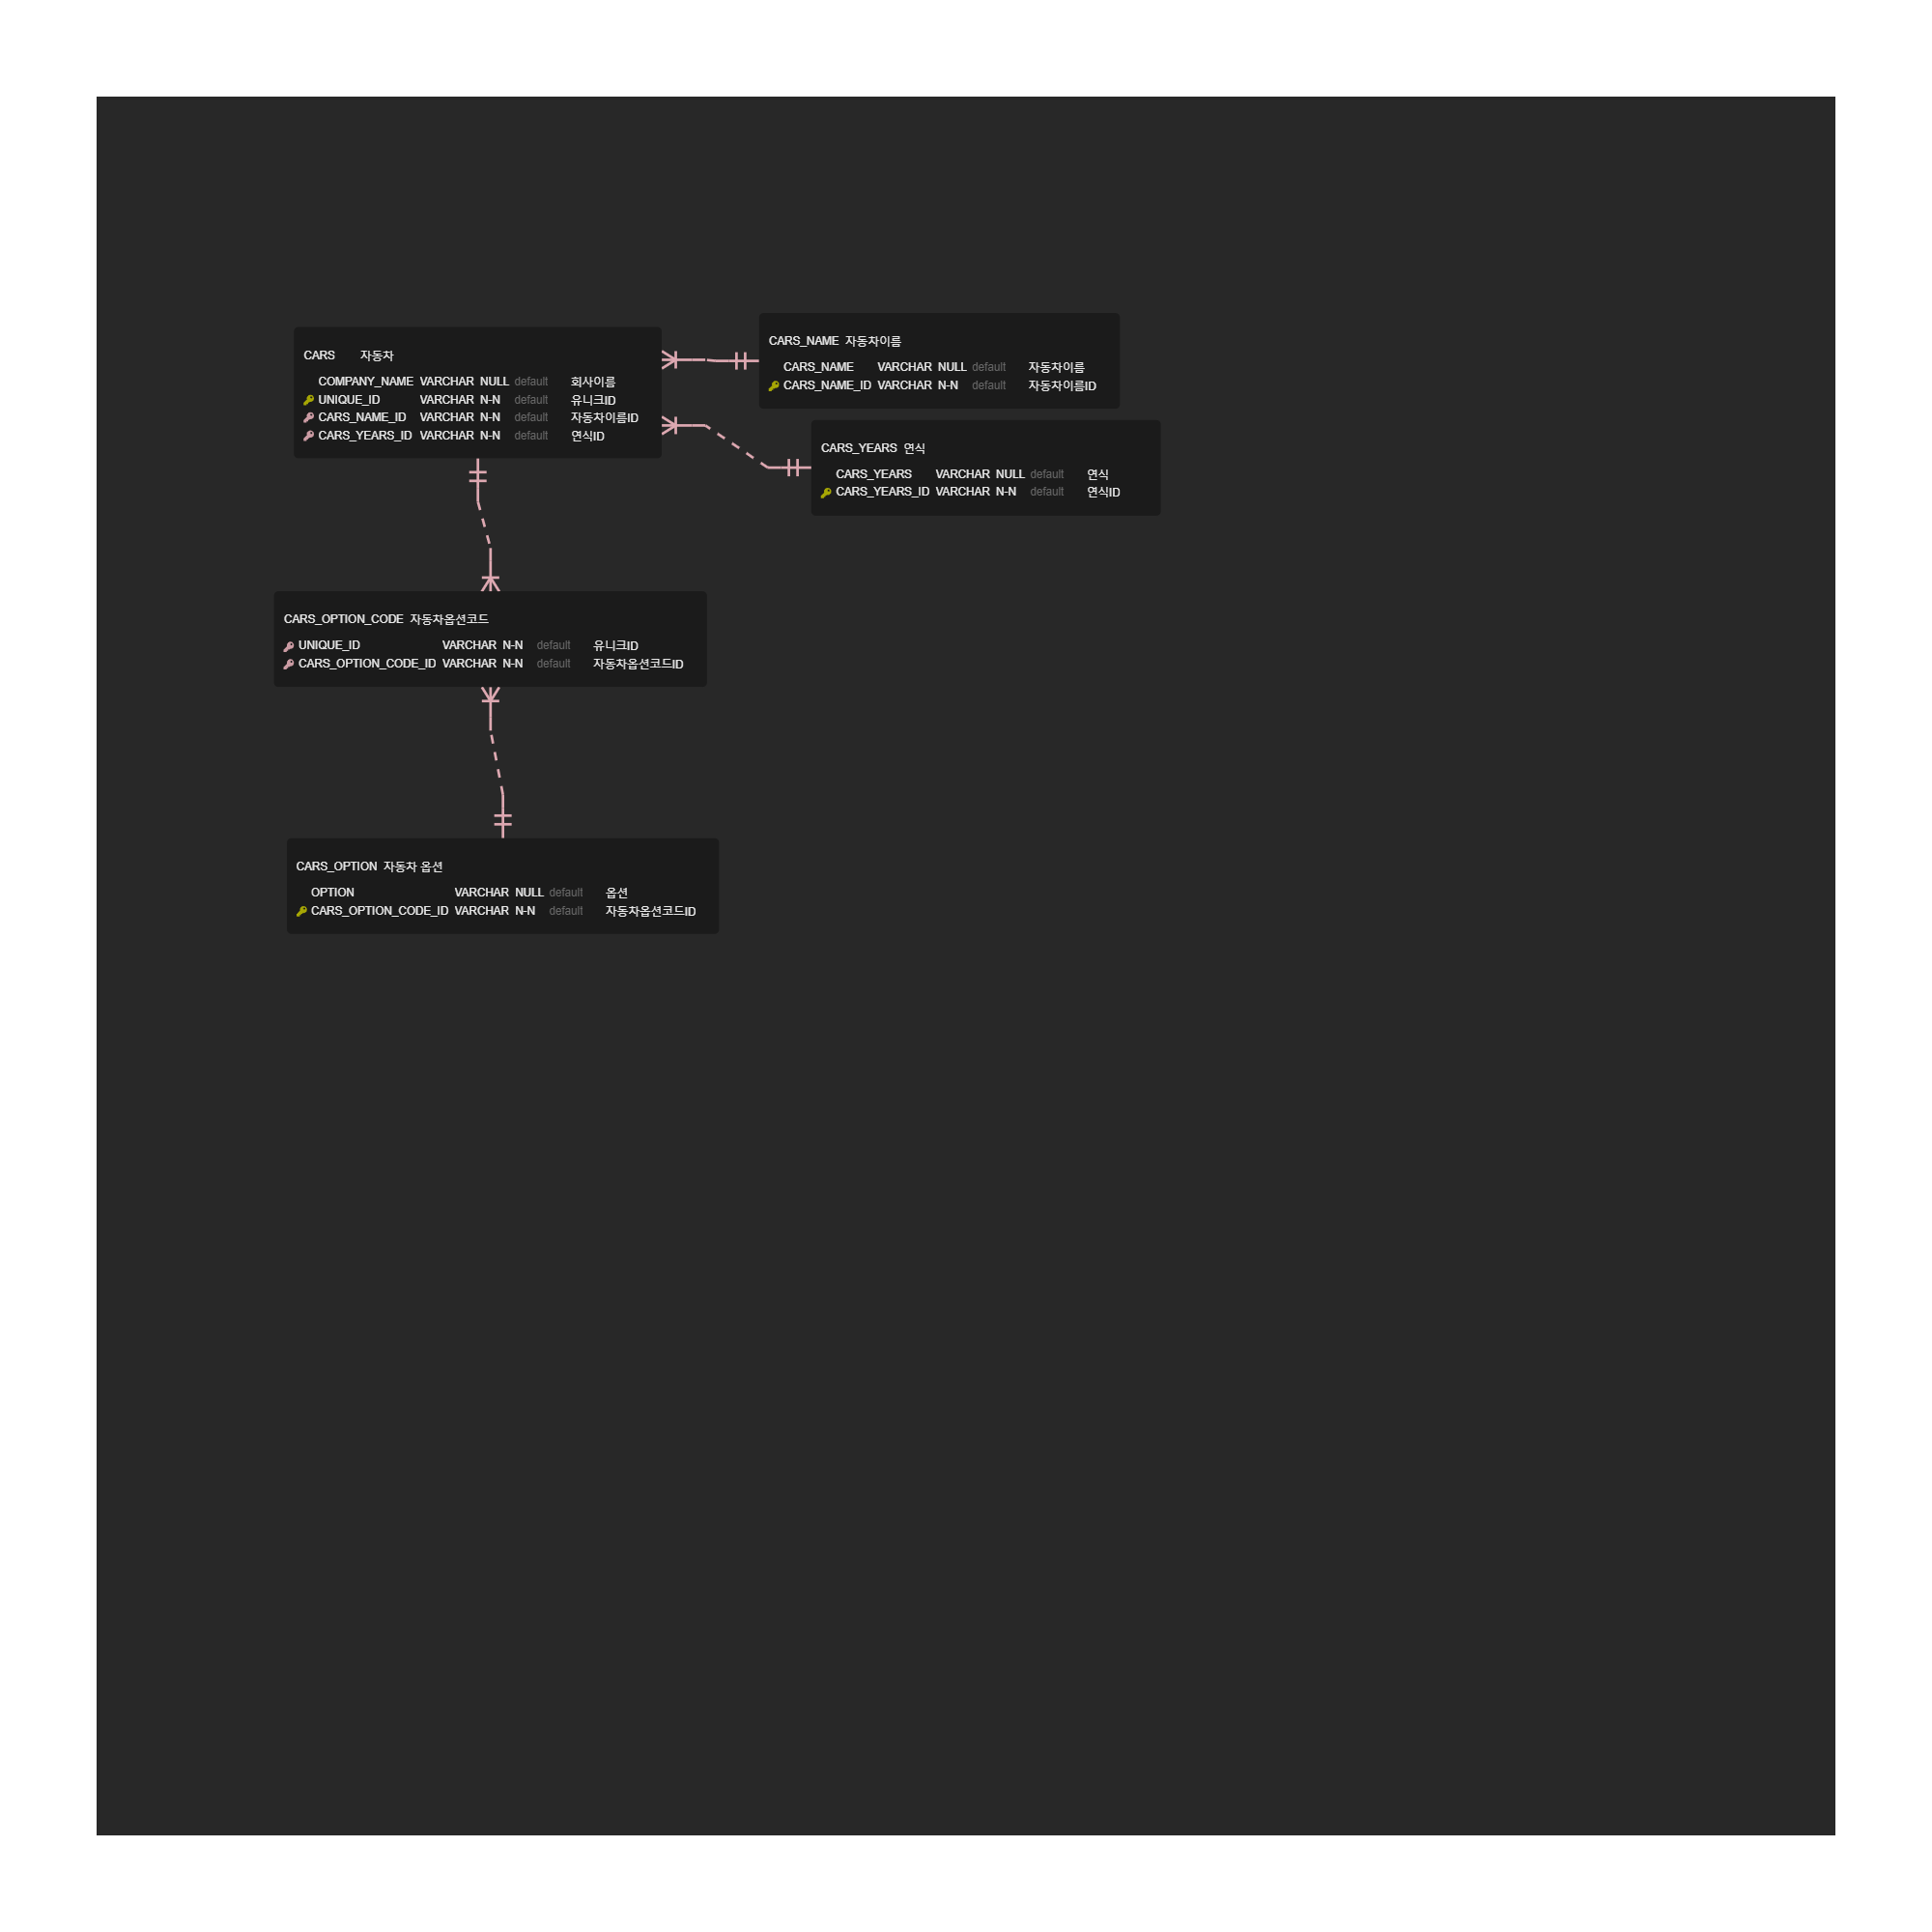 CARS 자동차
COMPANY_NAME VARCHAR NULL default 회사이름
UNIQUE_ID VARCHAR N-N default 유니크ID
CARS_NAME_ID VARCHAR N-N default 자동차이름ID
CARS_YEARS_ID VARCHAR N-N default 연식ID
CARS_NAME 자동차이름
CARS_NAME VARCHAR NULL default 자동차이름
CARS_NAME_ID VARCHAR N-N default 자동차이름ID
CARS_YEARS 연식
CARS_YEARS VARCHAR NULL default 연식
CARS_YEARS_ID VARCHAR N-N default 연식ID
CARS_OPTION_CODE 자동차옵션코드
UNIQUE_ID VARCHAR N-N default 유니크ID
CARS_OPTION_CODE_ID VARCHAR N-N default 자동차옵션코드ID
CARS_OPTION 자동차 옵션
OPTION VARCHAR NULL default 옵션
CARS_OPTION_CODE_ID VARCHAR N-N default 자동차옵션코드ID